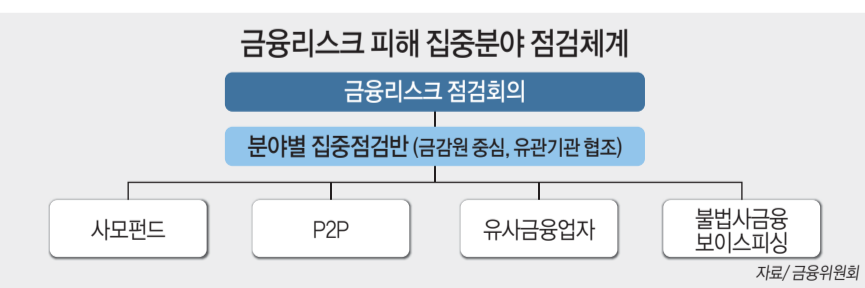 금융리스크 피해 집중분야 점검체계
금융리스크 점검회의
분야별 집중점검반 (금감원 중심, 유관기관 협조)
사모펀드
P2P
유사금융업자
불법사금융
보이스피싱
자료/ 금융위원회